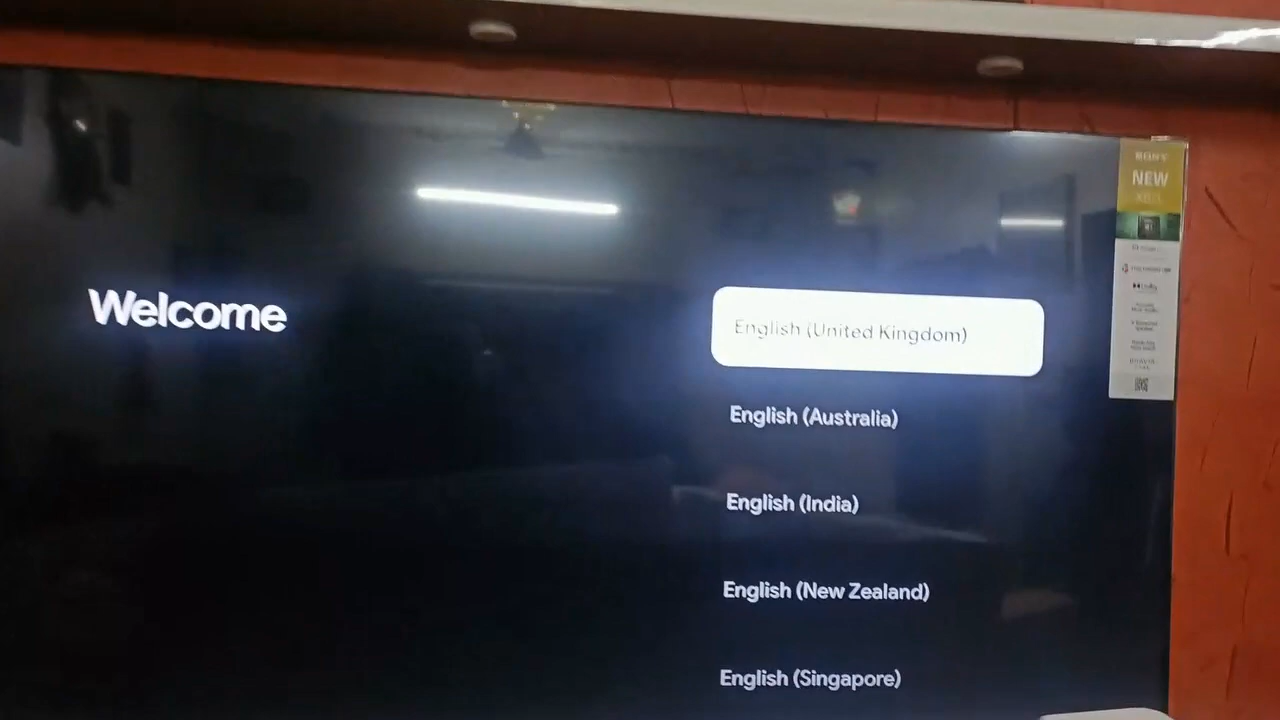 Welcome
English (United Kingdom)
English (Australia)
English (India)
English (New Zealand)
English (Singapore)
SONY
NEW